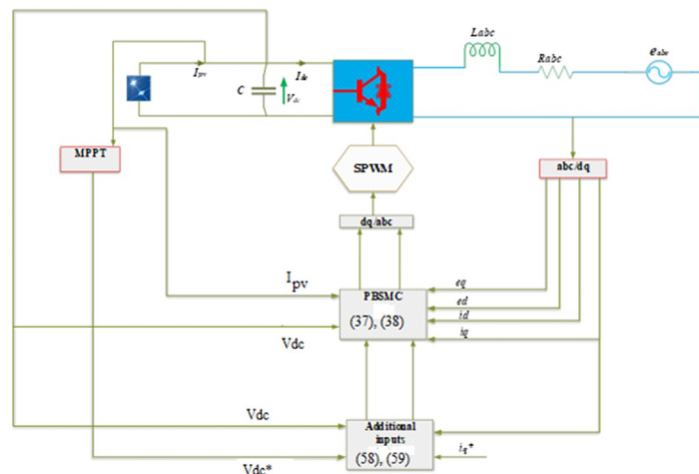 Labc
Rabc
eabc
Ipv
Idc
C
Vdc
MPPT
abc/dq
SPWM
dq/abc
Ipv
eq
PBSMC
ed
(37), (38)
id
iq
Vdc
Vdc
Additional
inputs
iq*
(58), (59)
Vdc*